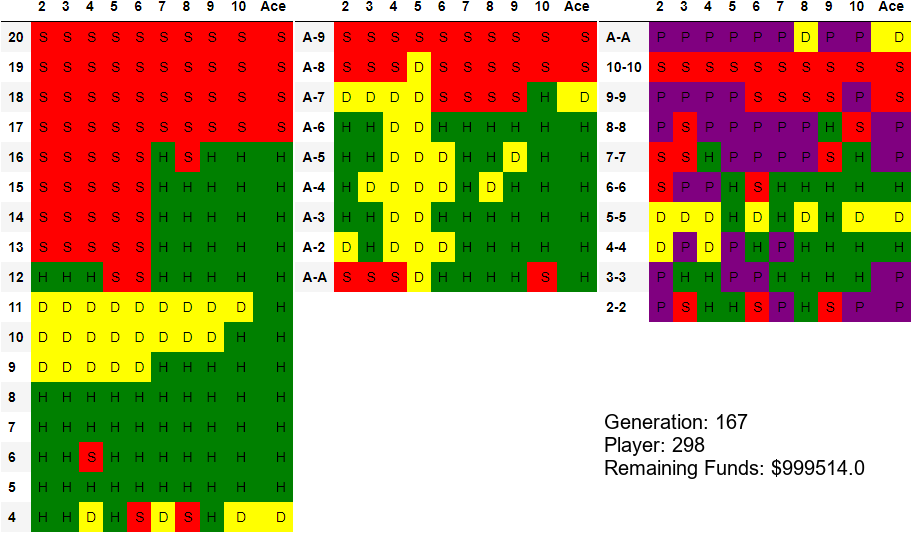 2 3 4 5 6 7 8 9 10 Ace
20 S S S S S S S S S S
19 S S S S S S S S S S
18 S S S S S S S S S S
17 S S S S S S S S S S
16 S S S S S H S H H H
15 S S S S S H H H H H
14 S S S S S H H H H H
13 S S S S S H H H H H
12 H H H S S H H H H H
11 D D D D D D D D D H
10 D D D D D D D D H H
9 D D D D D H H H H H
8 H H H H H H H H H H
7 H H H H H H H H H H
6 H H S H H H H H H H
5 H H H H H H H H H H
4 H H D H S D S H D D
2 3 4 5 6 7 8 9 10 Ace
A-9 S S S S S S S S S S
A-8 S S S D S S S S S S
A-7 D D D D S S S S H D
A-6 H H D D H H H H H H
A-5 H H D D D H H D H H
A-4 H D D D D H D H H H
A-3 H H D D H H H H H H
A-2 D H D D D H H H H H
A-A S S S D H H H H S H
2 3 4 5 6 7 8 9 10 Ace
A-A P P P P P P D P P D
10-10 S S S S S S S S S S
9-9 P P P P S S S S P S
8-8 P S P P P P P H S P
7-7 S S H P P P P S H P
6-6 S P P H S H H H H H
5-5 D D D H D H D H D D
4-4 D P D P H P H H H H
3-3 P H H P P H H H H P
2-2 P S H H S P H S P P
Generation: 167
Player: 298
Remaining Funds: $999514.0